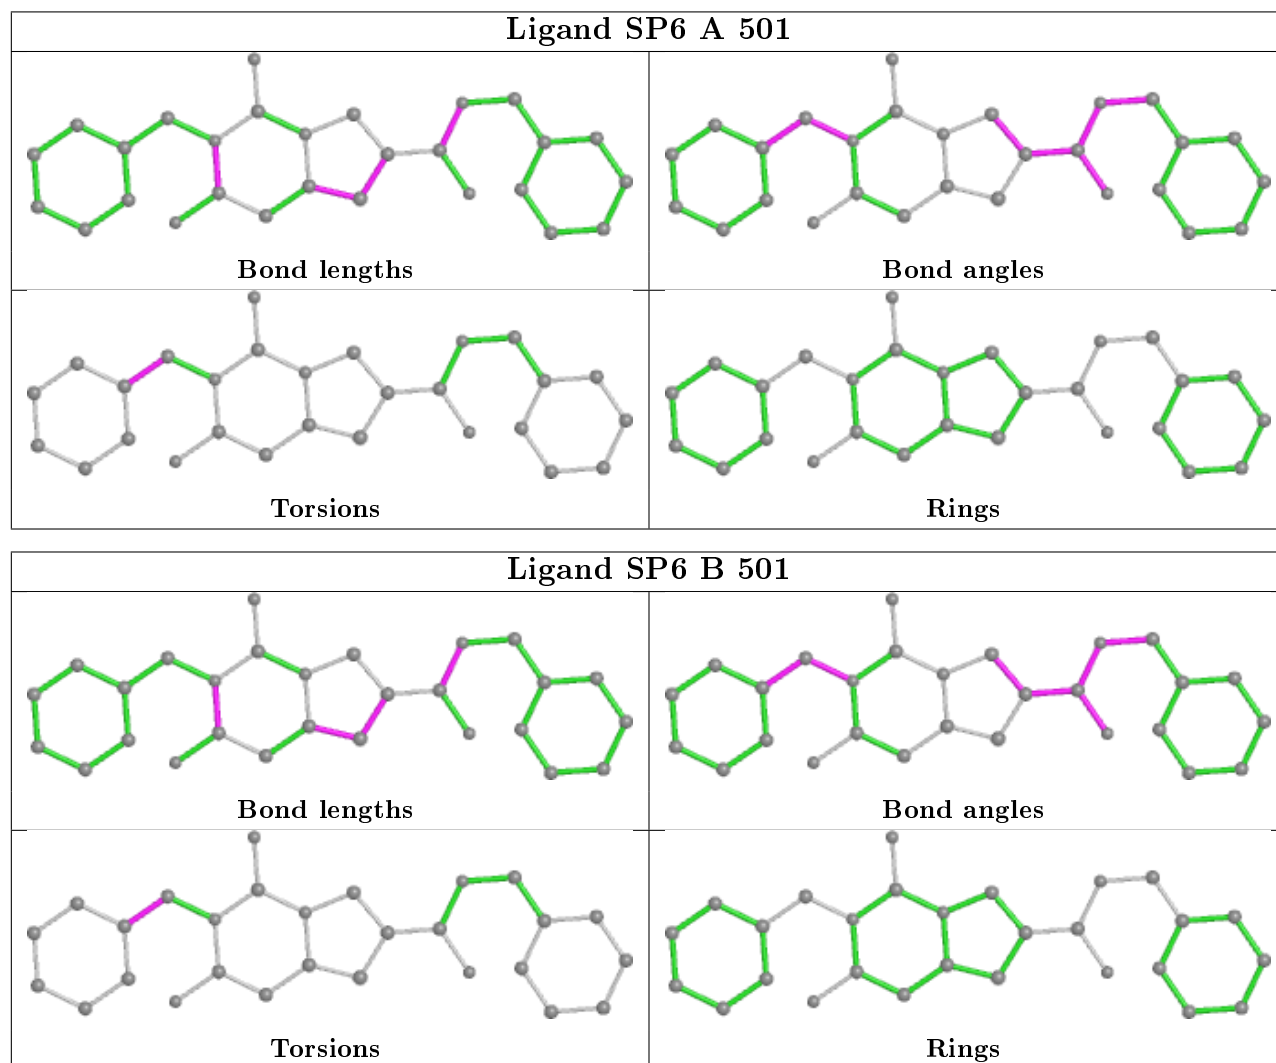 Ligand SP6 A 501
Bond lengths
Bond angles
Torsions
Rings
Ligand SP6 B 501
Bond lengths
Bond angles
Torsions
Rings